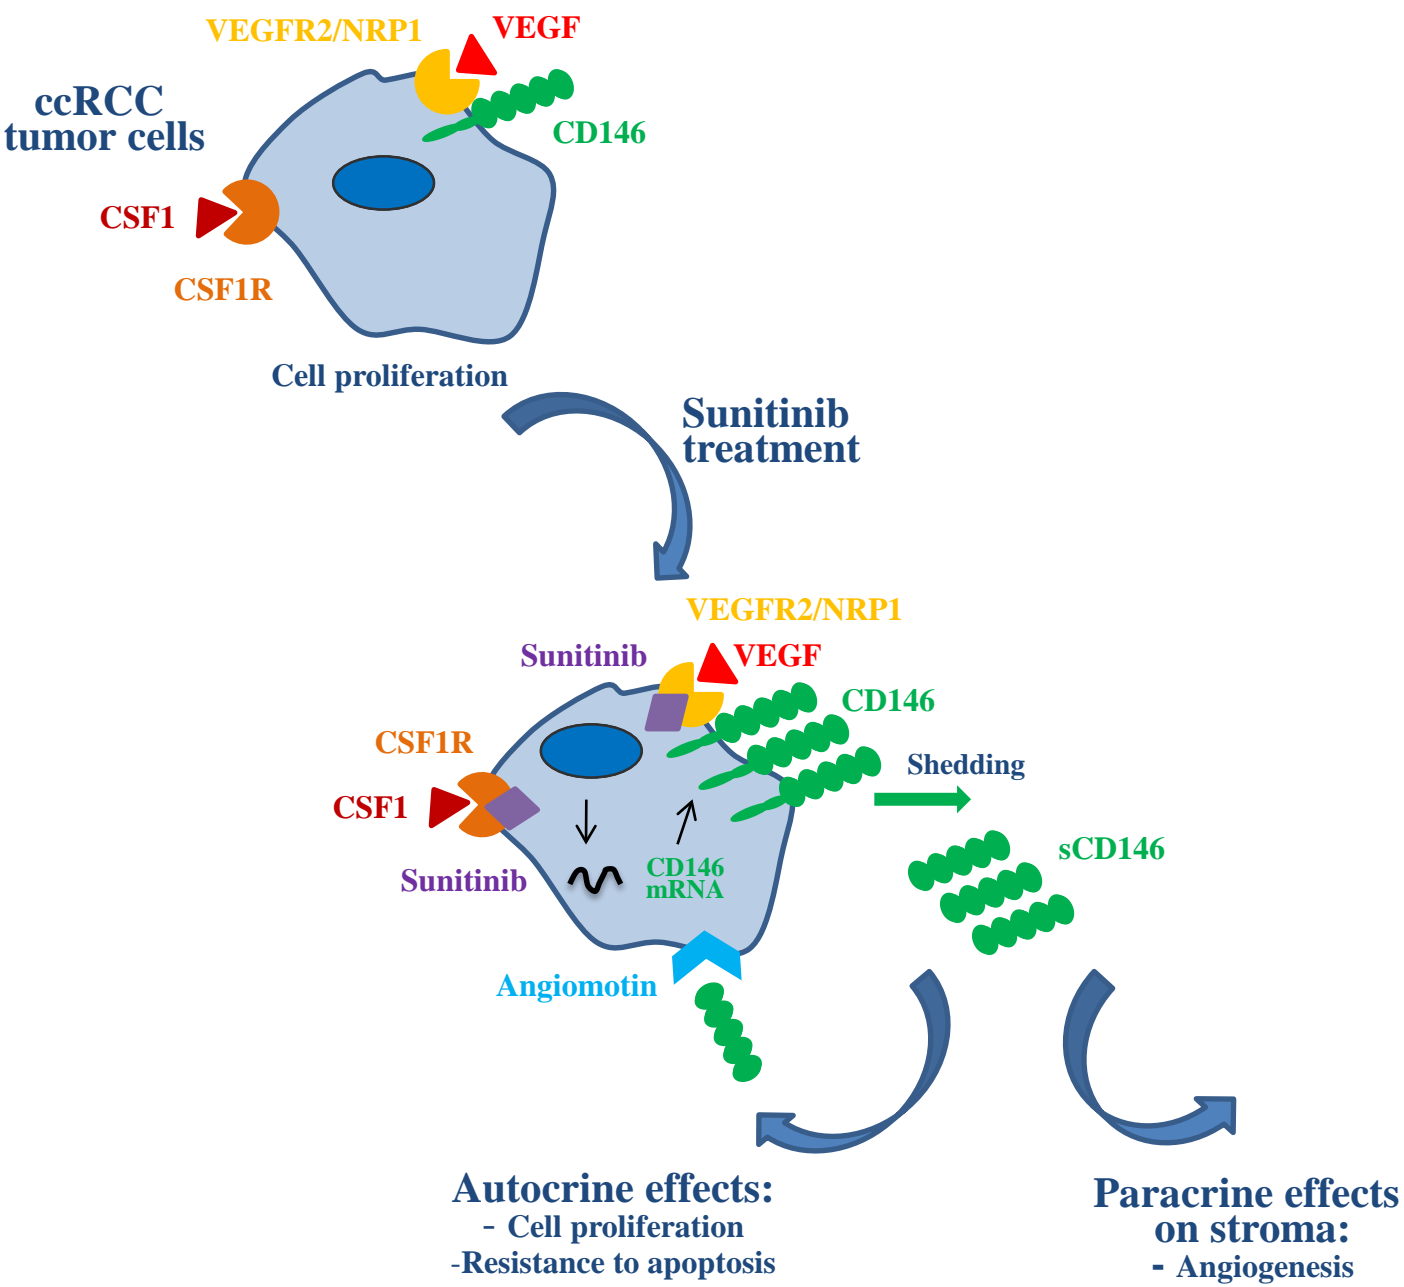 VEGFR2/NRP1
VEGF
ccRCC
tumor cells
CD146
CSF1
CSF1R
Cell proliferation
Sunitinib
treatment
VEGFR2/NRP1
Sunitinib
VEGF
CD146
CSF1R
Shedding
CSF1
sCD146
Sunitinib
CD146
mRNA
Angiomotin
Autocrine effects:
- Cell proliferation
-Resistance to apoptosis
Paracrine effects
on stroma:
- Angiogenesis